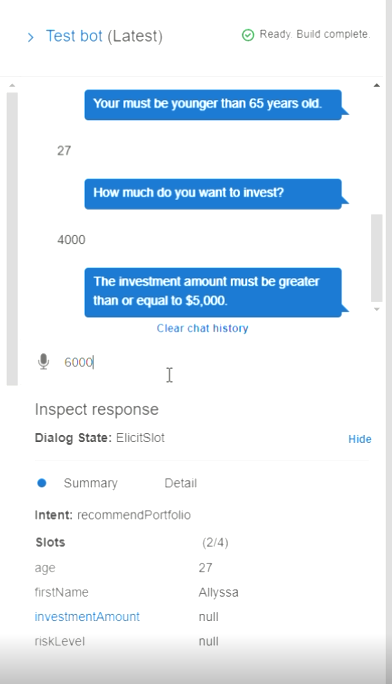 Test bot (Latest)
Ready. Build complete.
Your must be younger than 65 years old.
27
How much do you want to invest?
4000
The investment amount must be greater
than or equal to $5,000.
Clear chat history
6000
Inspect response
Dialog State: ElicitSlot
Hide
Summary Detail
Intent: recommendPortfolio
Slots (2/4)
age 27
firstName Allyssa
investmentAmount null
riskLevel null